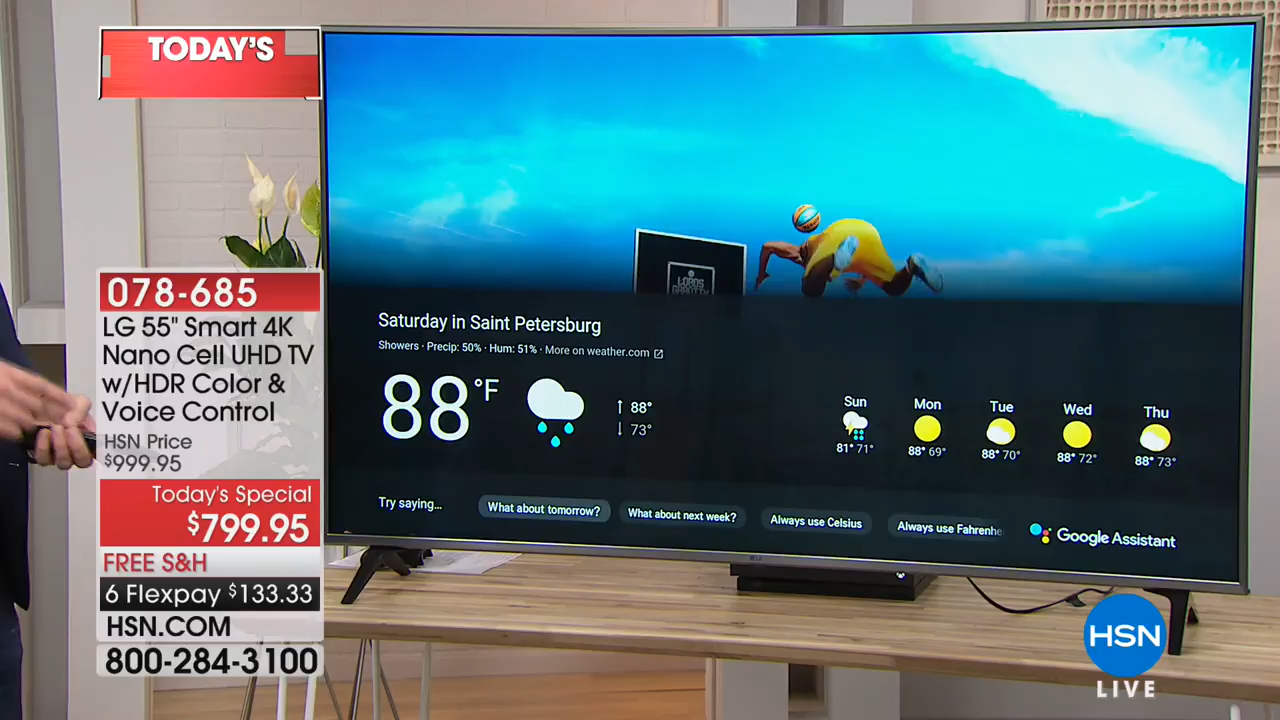 TODAY'S
078-685
LG 55" Smart 4K
Nano Cell UHD TV
w/HDR Color &
Voice Control
HSN Price
$999.95
Today's Special
$799.95
FREE S&H
6 Flexpay $133.33
HSN.COM
800-284-3100
LORDS
GRAVITY
Saturday in Saint Petersburg
Showers · Precip: 50% · Hum: 51% · More on weather.com
88°F
↑ 88°
↓ 73°
Sun
81° 71°
Mon
88° 69°
Tue
88° 70°
Wed
88° 72°
Thu
88° 73°
Try saying...
What about tomorrow?
What about next week?
Always use Celsius
Always use Fahrenhe
Google Assistant
HSN
LIVE